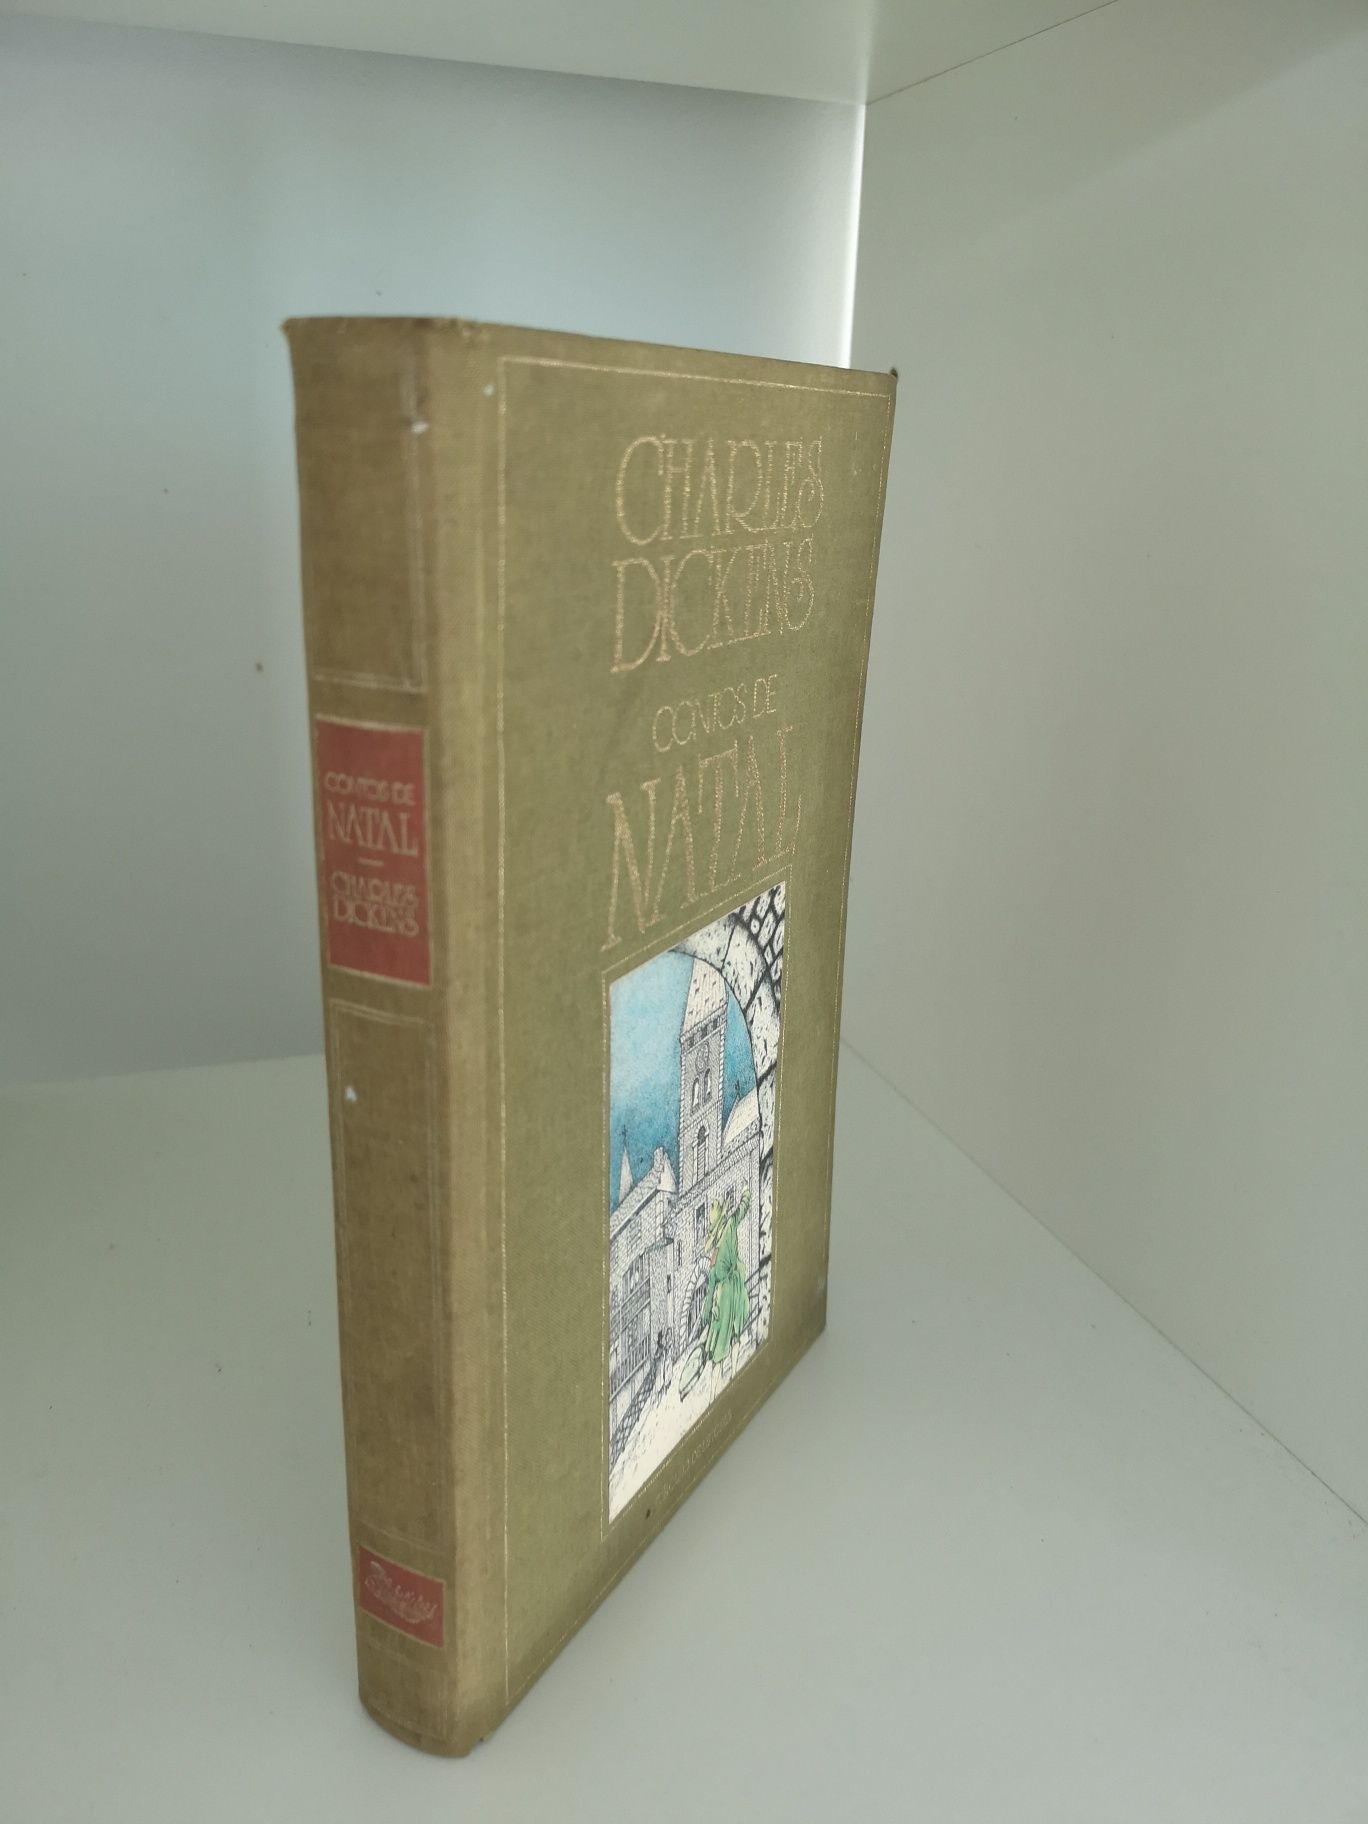 CONTOS DE
NATAL
CHARLES
DICKENS
CHARLES
DICKENS
CONTOS DE
NATAL